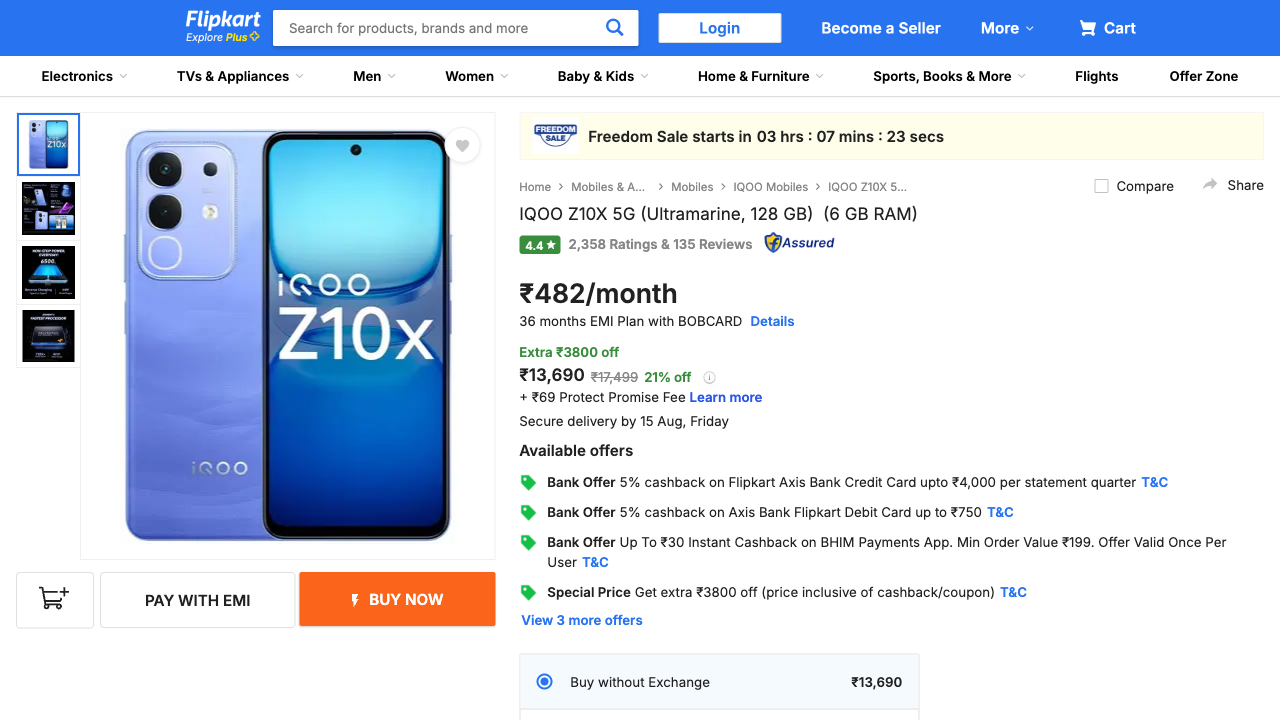 Flipkart
Explore Plus
Search for products, brands and more
Login
Become a Seller
More
Cart
Electronics
TVs & Appliances
Men
Women
Baby & Kids
Home & Furniture
Sports, Books & More
Flights
Offer Zone
iQOO
Z10x
iQOO
FREEDOM
SALE
Freedom Sale starts in 03 hrs : 07 mins : 23 secs
Home
Mobiles & A...
Mobiles
IQOO Mobiles
IQOO Z10X 5...
Compare
Share
IQOO Z10X 5G (Ultramarine, 128 GB)  (6 GB RAM)
4.4 ★ 2,358 Ratings & 135 Reviews Assured
₹482/month
36 months EMI Plan with BOBCARD Details
Extra ₹3800 off
₹13,690 ₹17,499 21% off
+ ₹69 Protect Promise Fee Learn more
Secure delivery by 15 Aug, Friday
Available offers
Bank Offer 5% cashback on Flipkart Axis Bank Credit Card upto ₹4,000 per statement quarter T&C
Bank Offer 5% cashback on Axis Bank Flipkart Debit Card up to ₹750 T&C
Bank Offer Up To ₹30 Instant Cashback on BHIM Payments App. Min Order Value ₹199. Offer Valid Once Per
User T&C
Special Price Get extra ₹3800 off (price inclusive of cashback/coupon) T&C
View 3 more offers
PAY WITH EMI
BUY NOW
Buy without Exchange ₹13,690